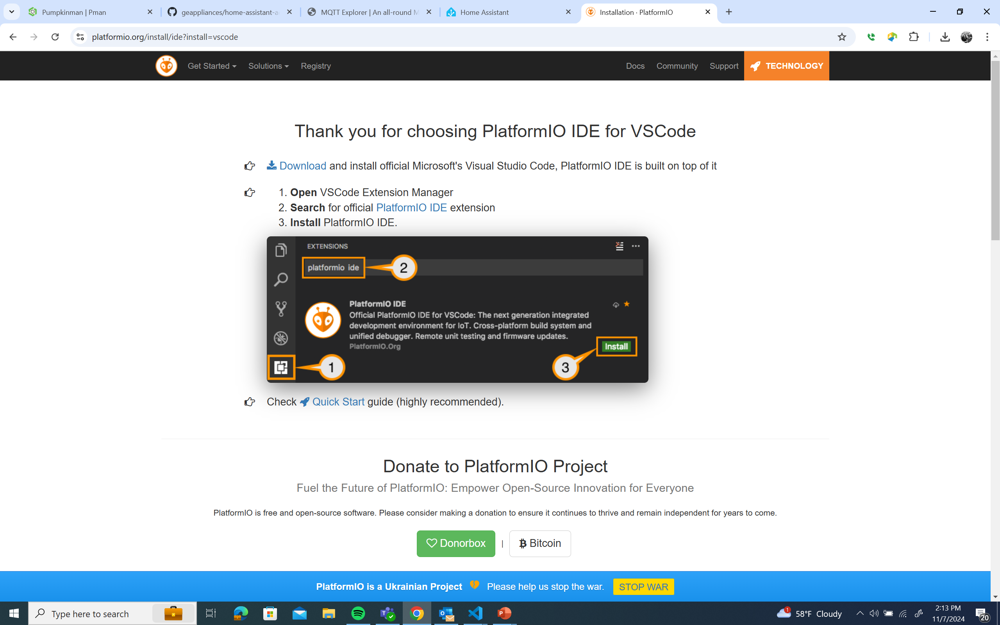 Pumpkinman | Pman
geappliances/home-assistant-a
MQTT Explorer | An all-round M
Home Assistant
Installation · PlatformIO
platformio.org/install/ide?install=vscode
Get Started
Solutions
Registry
Docs
Community
Support
TECHNOLOGY
Thank you for choosing PlatformIO IDE for VSCode
Download and install official Microsoft's Visual Studio Code, PlatformIO IDE is built on top of it
1. Open VSCode Extension Manager
2. Search for official PlatformIO IDE extension
3. Install PlatformIO IDE.
EXTENSIONS
platformio ide
2
PlatformIO IDE
Official PlatformIO IDE for VSCode: The next generation integrated
development environment for IoT. Cross-platform build system and
unified debugger. Remote unit testing and firmware updates.
PlatformIO.Org
Install
1
3
Check Quick Start guide (highly recommended).
Donate to PlatformIO Project
Fuel the Future of PlatformIO: Empower Open-Source Innovation for Everyone
PlatformIO is free and open-source software. Please consider making a donation to ensure it continues to thrive and remain independent for years to come.
Donorbox | Bitcoin
PlatformIO is a Ukrainian Project Please help us stop the war. STOP WAR
Type here to search
1
58°F Cloudy
2:13 PM
11/7/2024
20